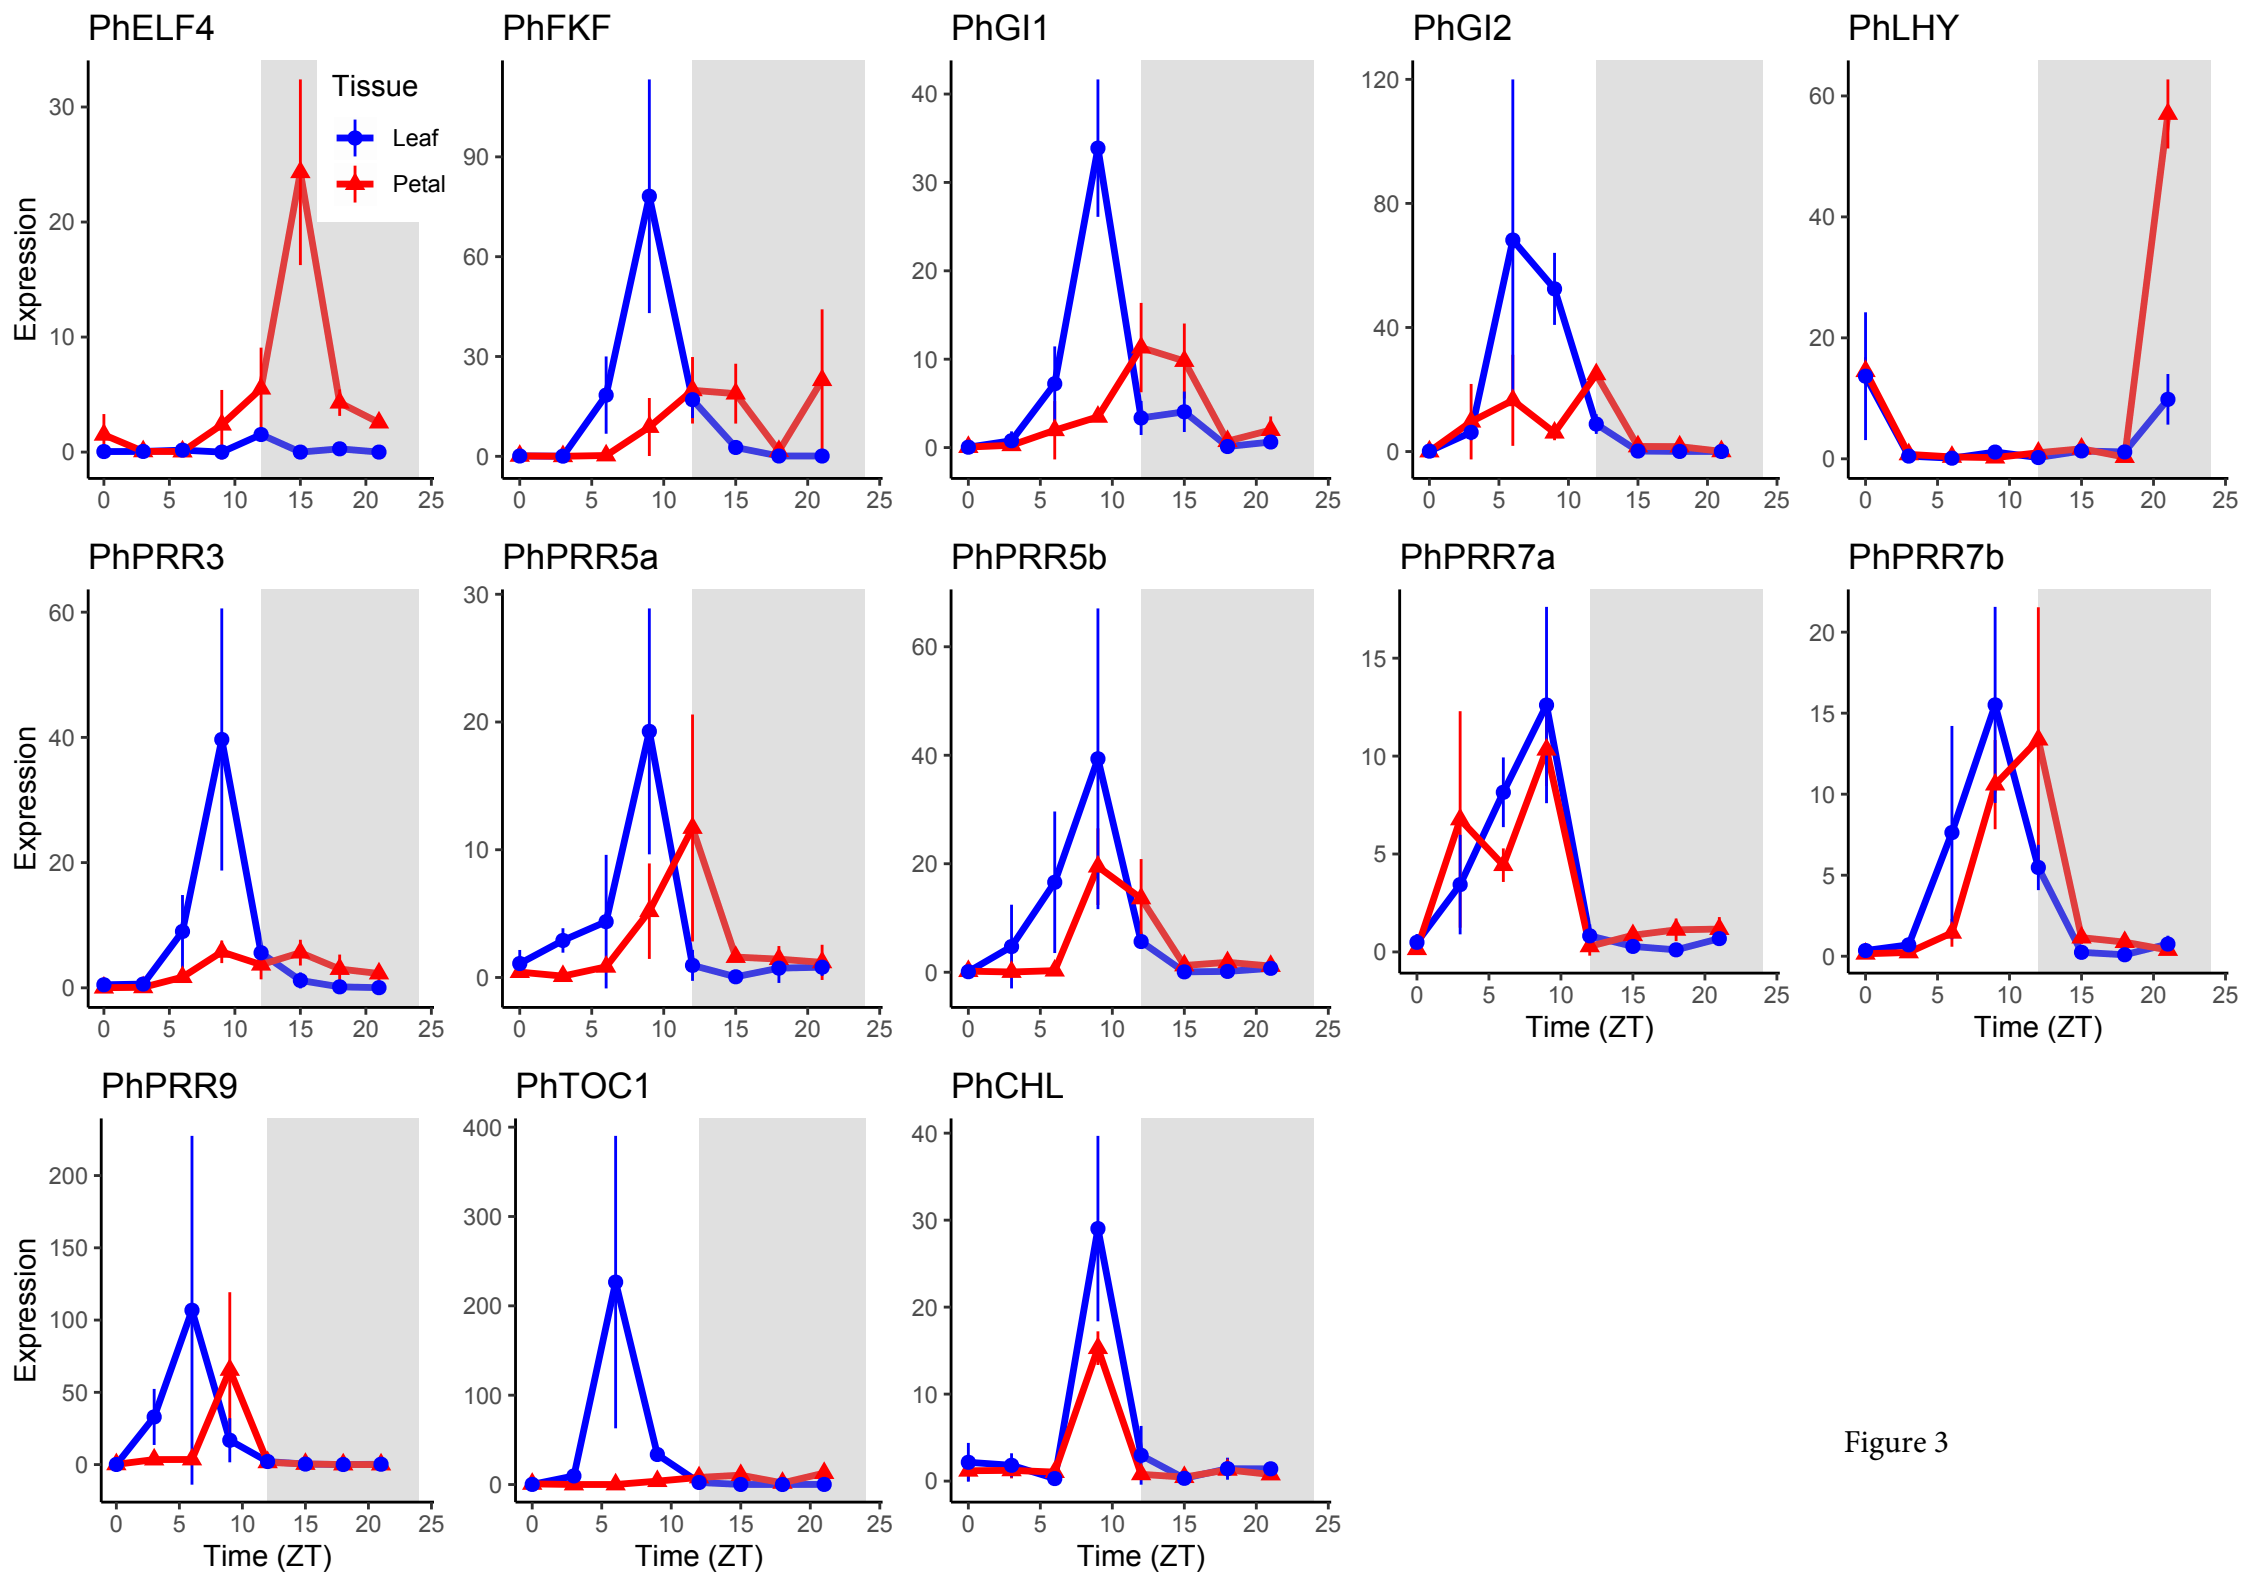 PhELF4 PhFKF PhGI1 PhGI2 PhLHY
Expression
30
20
10
0
0 5 10 15 20 25
Tissue
Leaf
Petal
90
60
30
0
0 5 10 15 20 25
40
30
20
10
0
0 5 10 15 20 25
120
80
40
0
0 5 10 15 20 25
60
40
20
0
0 5 10 15 20 25
PhPRR3 PhPRR5a PhPRR5b PhPRR7a PhPRR7b
Expression
60
40
20
0
0 5 10 15 20 25
30
20
10
0
0 5 10 15 20 25
60
40
20
0
0 5 10 15 20 25
15
10
5
0
0 5 10 15 20 25
Time (ZT)
20
15
10
5
0
0 5 10 15 20 25
Time (ZT)
PhPRR9 PhTOC1 PhCHL
Expression
200
150
100
50
0
0 5 10 15 20 25
Time (ZT)
400
300
200
100
0
0 5 10 15 20 25
Time (ZT)
40
30
20
10
0
0 5 10 15 20 25
Time (ZT)
Figure 3